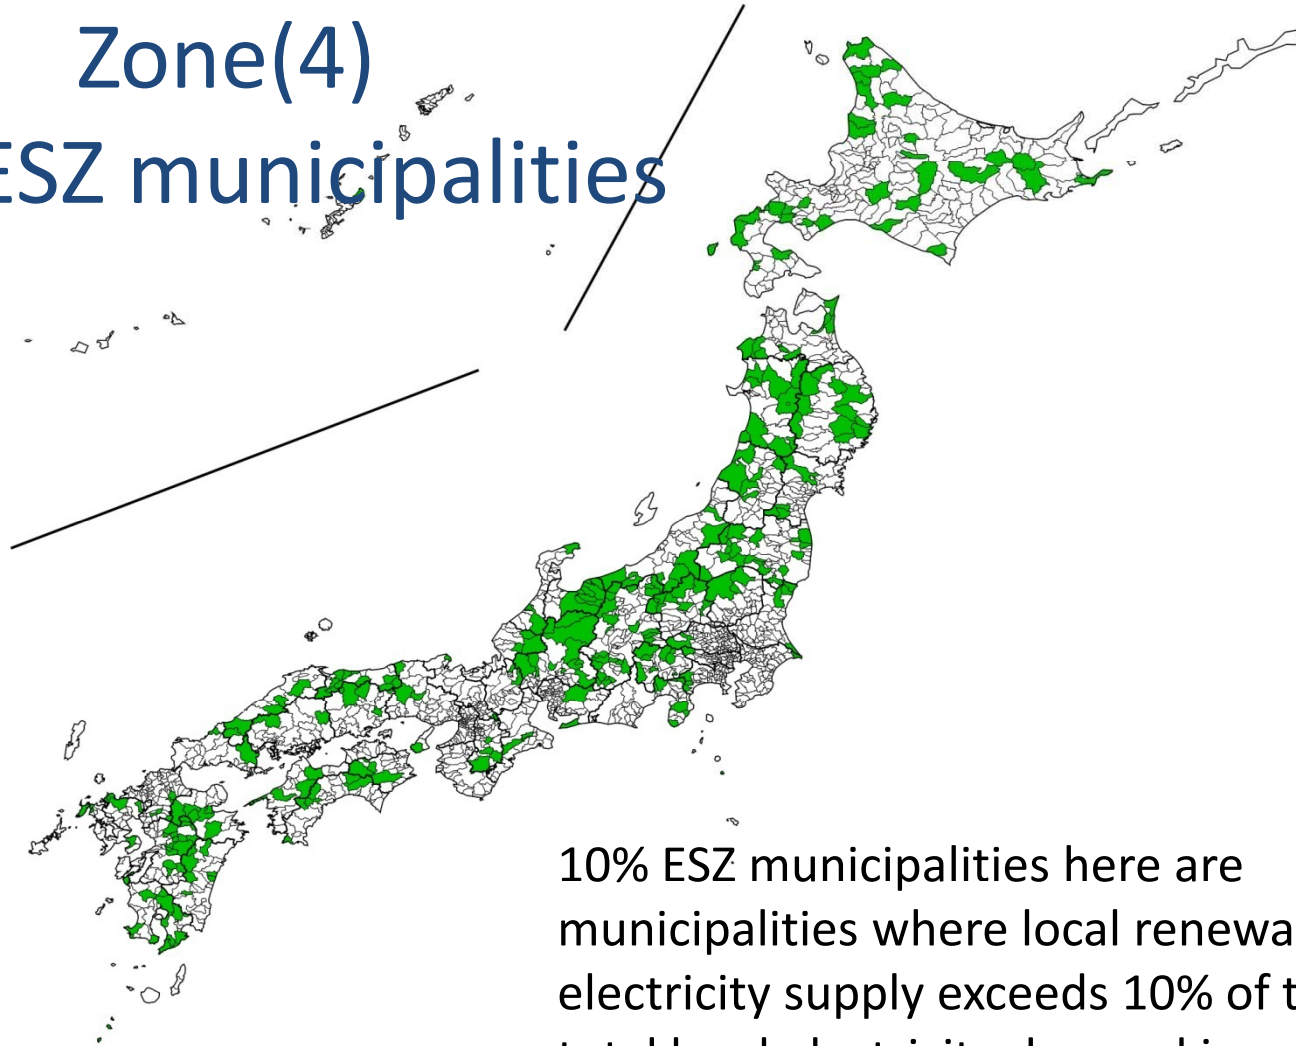 Zone(4)
ESZ municipalities
10% ESZ municipalities here are
municipalities where local renewa
electricity supply exceeds 10% of t